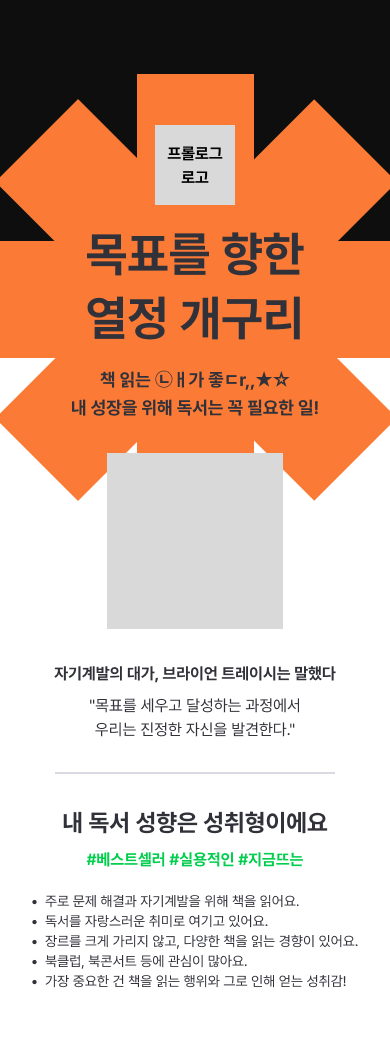 프롤로그
로고
목표를 향한
열정 개구리
책 읽는 ㉡ㅐ가 좋ㄷr,,★☆
내 성장을 위해 독서는 꼭 필요한 일!
자기계발의 대가, 브라이언 트레이시는 말했다
"목표를 세우고 달성하는 과정에서
우리는 진정한 자신을 발견한다."
내 독서 성향은 성취형이에요
#베스트셀러 #실용적인 #지금뜨는
• 주로 문제 해결과 자기계발을 위해 책을 읽어요.
• 독서를 자랑스러운 취미로 여기고 있어요.
• 장르를 크게 가리지 않고, 다양한 책을 읽는 경향이 있어요.
• 북클럽, 북콘서트 등에 관심이 많아요.
• 가장 중요한 건 책을 읽는 행위와 그로 인해 얻는 성취감!